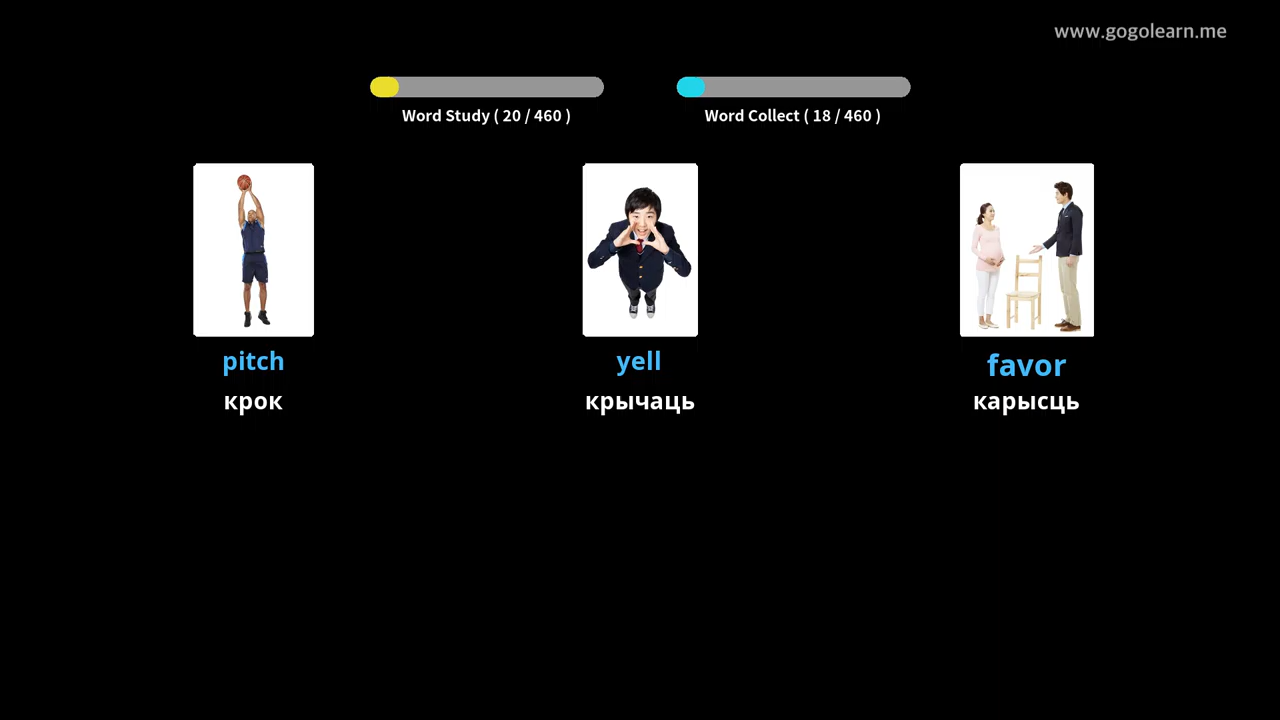 www.gogolearn.me
Word Study ( 20 / 460 )
Word Collect ( 18 / 460 )
pitch
крок
yell
крычаць
favor
карысць